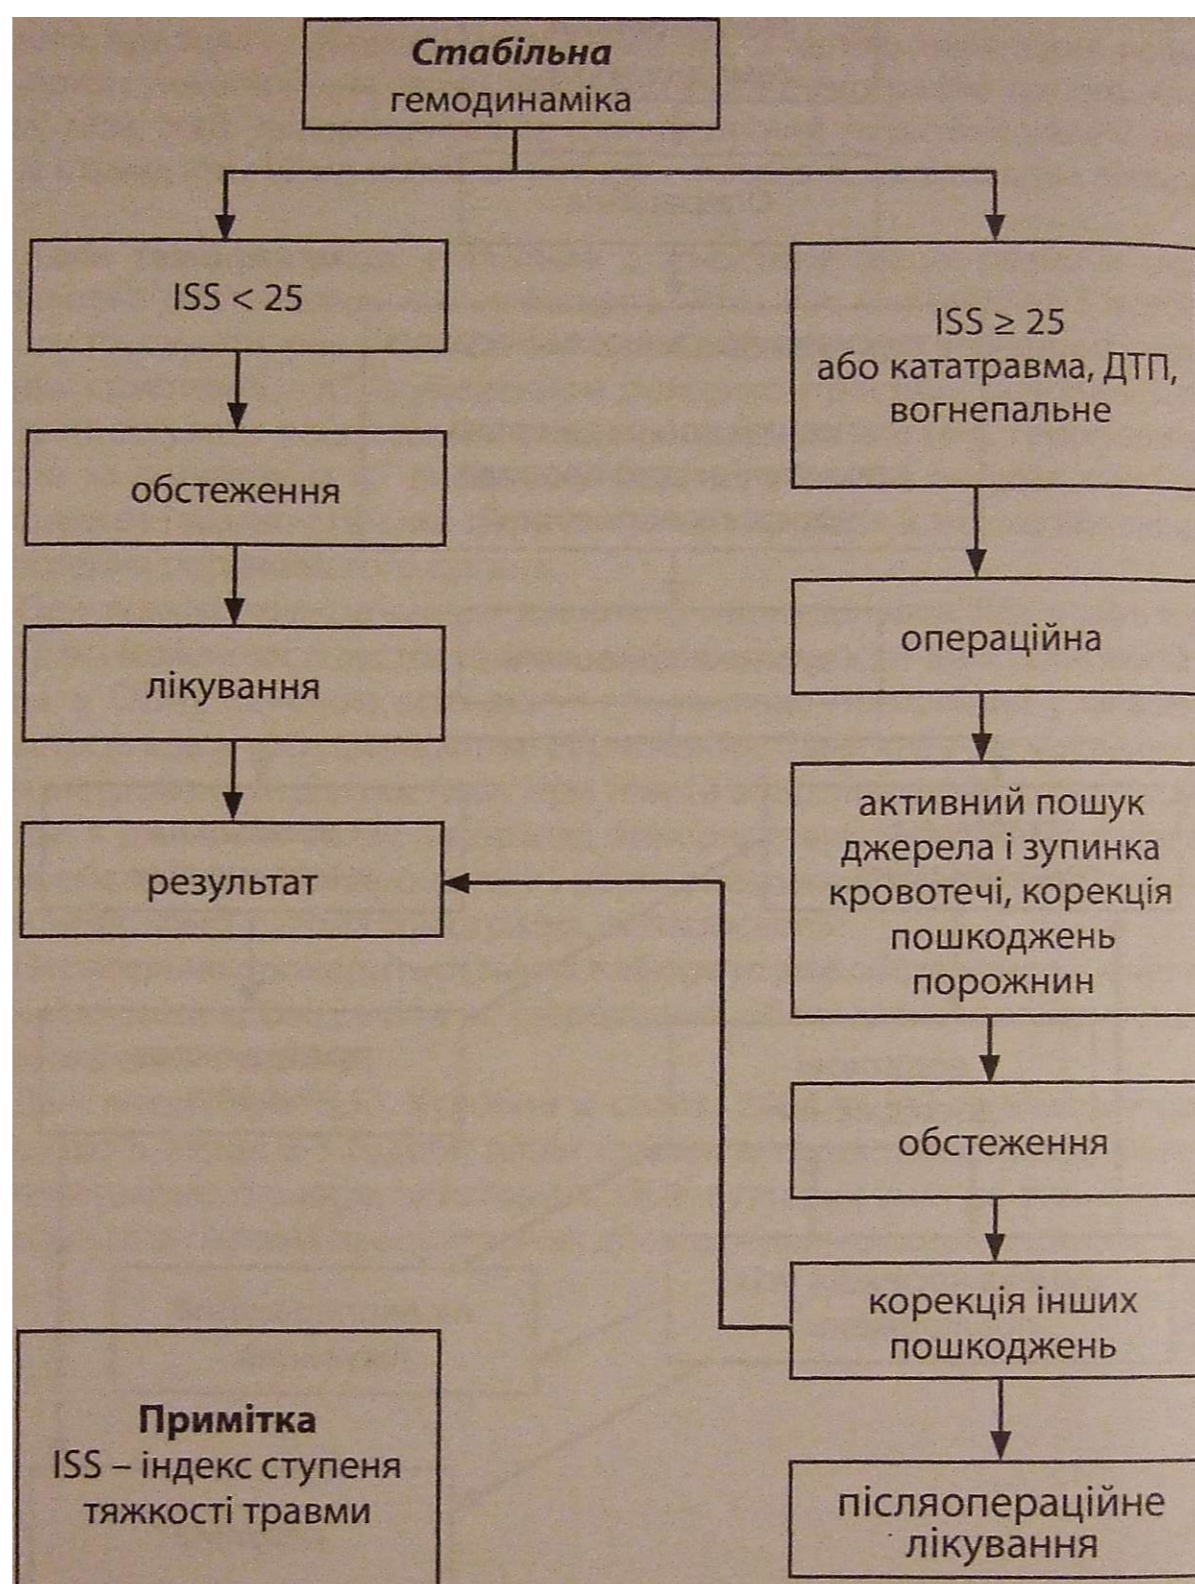 Стабільна
гемодинаміка
ISS < 25
обстеження
лікування
результат
ISS ≥ 25
або кататравма, ДТП,
вогнепальне
операційна
активний пошук
джерела і зупинка
кровотечі, корекція
пошкоджень
порожнин
обстеження
корекція інших
пошкоджень
післяопераційне
лікування
Примітка
ISS – індекс ступеня
тяжкості травми